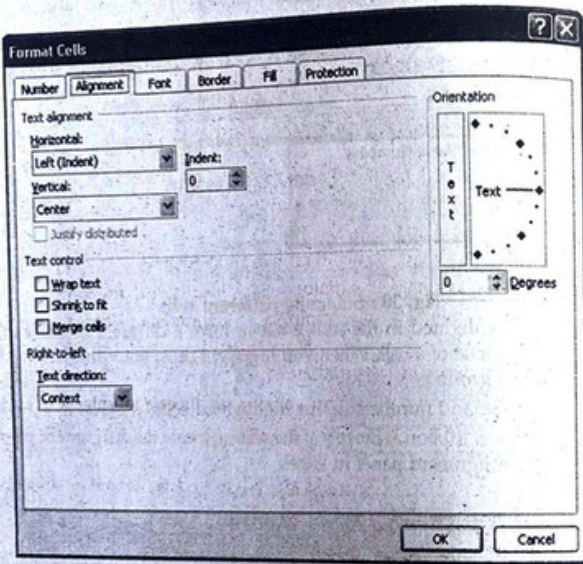 Format Cells
Number Alignment Font Border Fill Protection
Text alignment
Horizontal:
Left (Indent)
Indent:
0
Vertical:
Center
Justify distributed
Text control
Wrap text
Shrink to fit
Merge cells
Right-to-left
Text direction:
Context
Orientation
Text
Text
0 Degrees
OK Cancel